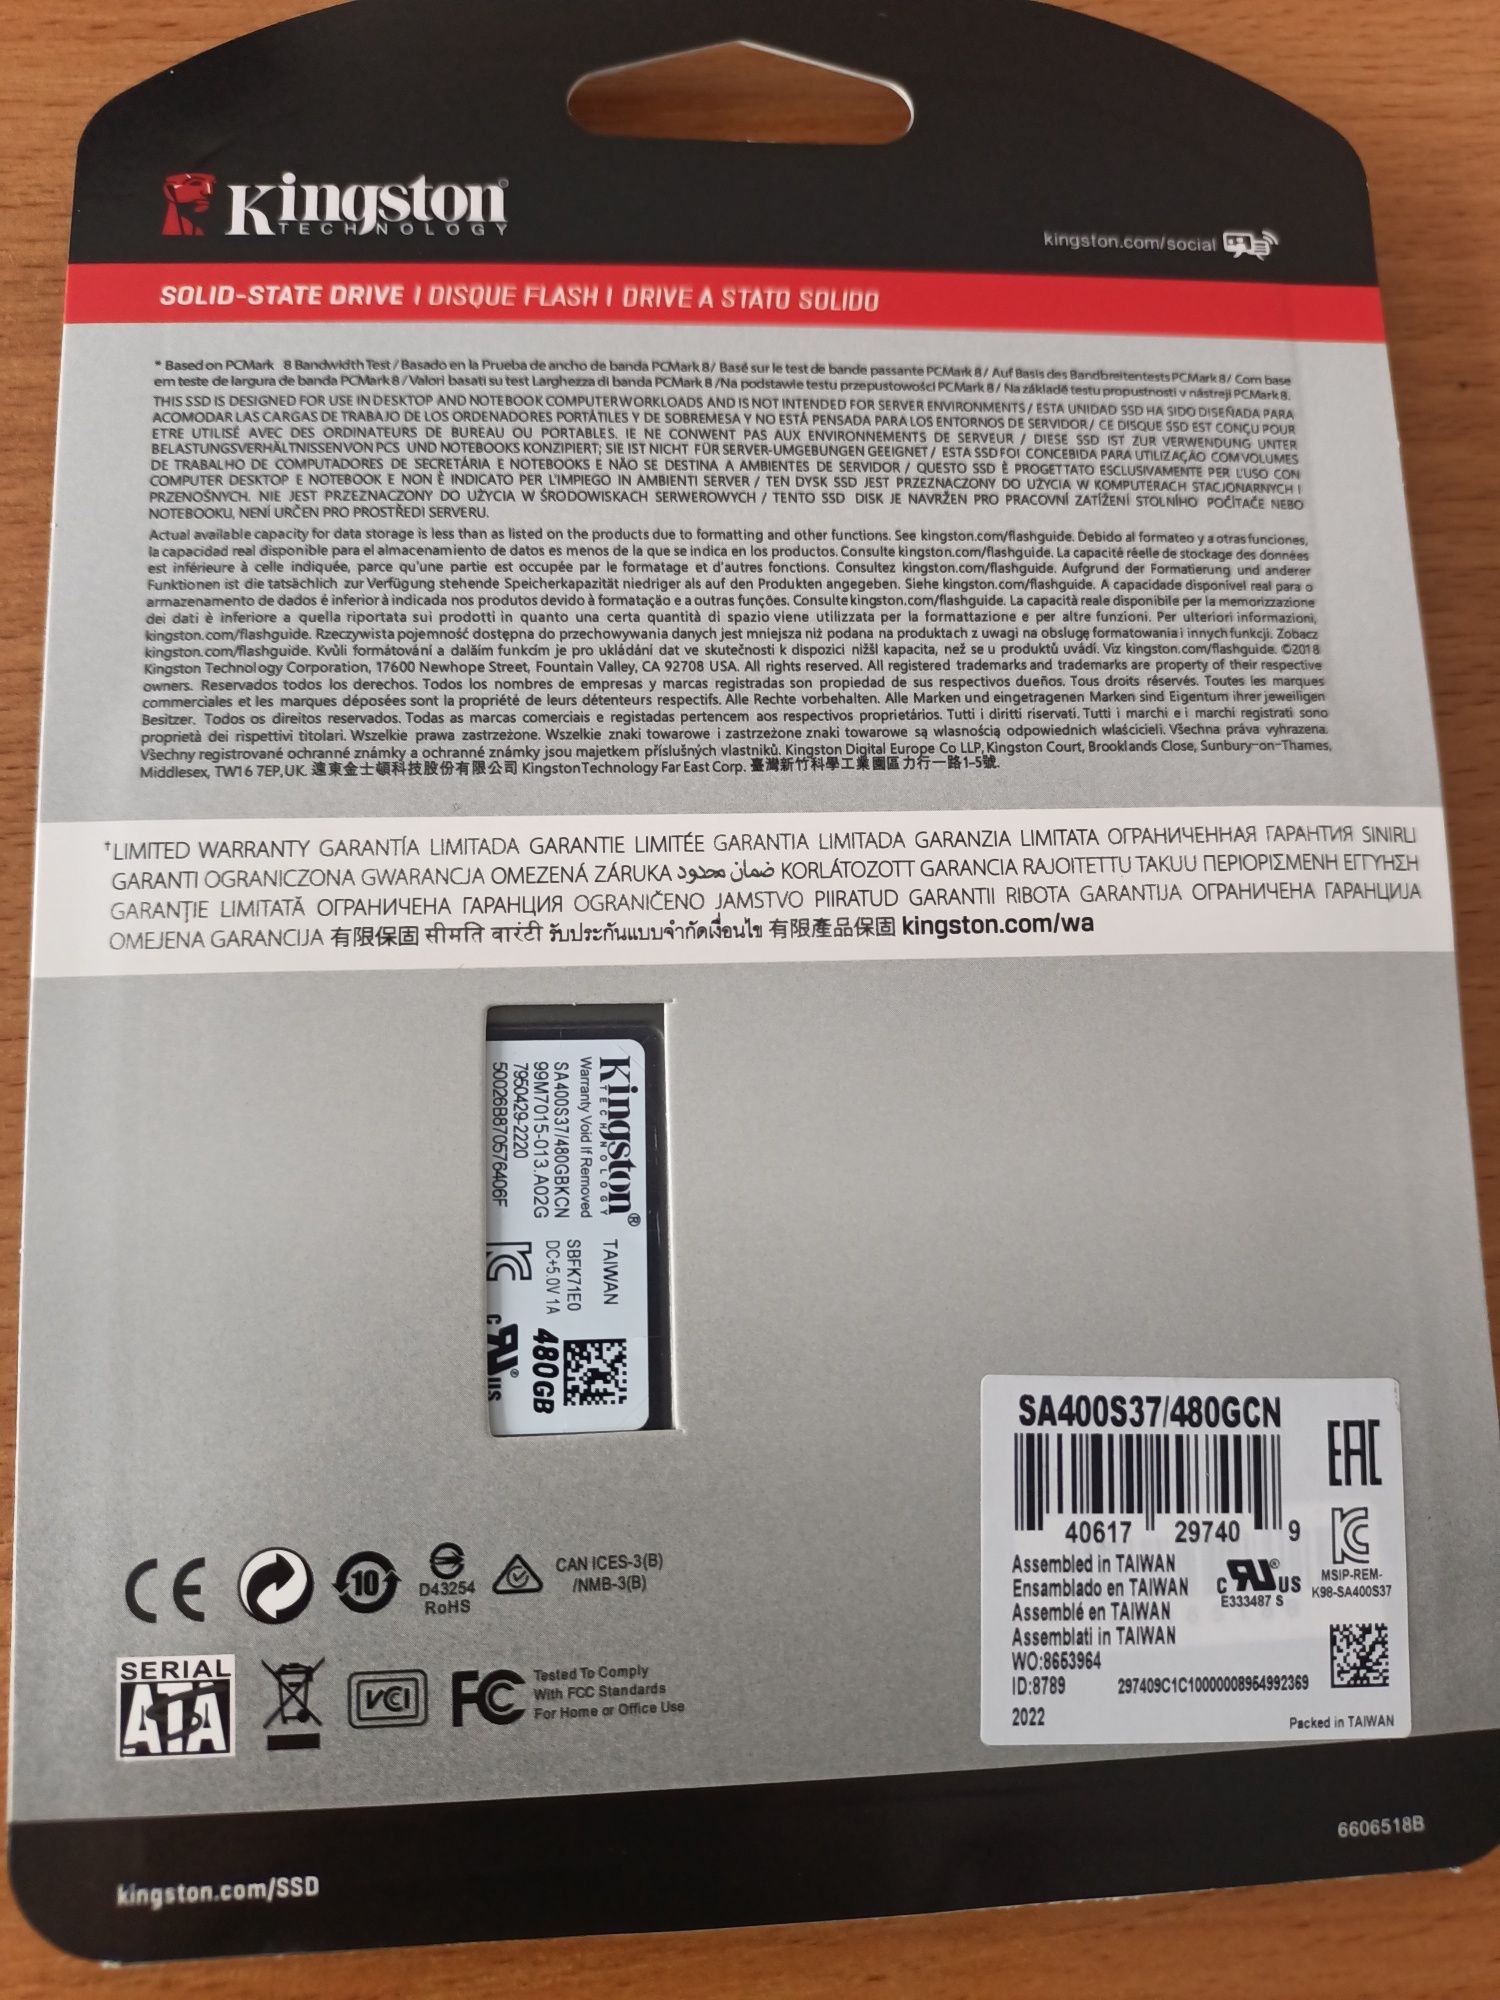 Kingston
TECHNOLOGY
kingston.com/social
SOLID-STATE DRIVE | DISQUE FLASH | DRIVE A STATO SOLIDO
* Based on PCMark 8 Bandwidth Test / Basado en la Prueba de ancho de banda PCMark 8/ Basé sur le test de bande passante PCMark 8/ Auf Basis des Bandbreitentests PCMark 8/ Com base
em teste de largura de banda PCMark 8 /Valori basati su test Larghezza di banda PCMark 8 /Na podstawie testu przepustowości PCMark 8/ Na základě testu propustnosti v nástreji PCMark 8.
THIS SSD IS DESIGNED FOR USE IN DESKTOP AND NOTEBOOK COMPUTERWORKLOADS AND IS NOT INTENDED FOR SERVER ENVIRONMENTS / ESTA UNIDAD SSD HA SIDO DISEÑADA PARA
ACOMODAR LAS CARGAS DE TRABAJO DE LOS ORDENADORES PORTÁTILES Y DE SOBREMESA Y NO ESTÁ PENSADA PARA LOS ENTORNOS DE SERVIDOR/ CE DISQUE SSD EST CONÇU POUR
ETRE UTILISÉ AVEC DES ORDINATEURS DE BUREAU OU PORTABLES. IE NE CONWENT PAS AUX ENVIRONNEMENTS DE SERVEUR / DIESE SSD IST ZUR VERWENDUNG UNTER
BELASTUNGSVERHÄLTNISSENVON PCS UND NOTEBOOKS KONZIPIERT; SIE IST NICHT FÜR SERVER-UMGEBUNGEN GEEIGNET / ESTA SSD FOI CONCEBIDA PARA UTILIZAÇÃO COMVOLUMES
DE TRABALHO DE COMPUTADORES DE SECRETÁRIA E NOTEBOOKS E NÃO SE DESTINA A AMBIENTES DE SERVIDOR / QUESTO SSD È PROGETTATO ESCLUSIVAMENTE PER L'USO CON
COMPUTER DESKTOP E NOTEBOOK E NON È INDICATO PER L'IMPIEGO IN AMBIENTI SERVER / TEN DYSK SSD JEST PRZEZNACZONY DO UŻYCIA W KOMPUTERACH STACJONARNYCH I
PRZENOŚNYCH. NIE JEST PRZEZNACZONY DO UŻYCIA W ŚRODOWISKACH SERWEROWYCH / TENTO SSD DISK JE NAVRŽEN PRO PRACOVNÍ ZATÍŽENÍ STOLNÍHO POČÍTAČE NEBO
NOTEBOOKU, NENÍ URČEN PRO PROSTŘEDI SERVERU.
Actual available capacity for data storage is less than as listed on the products due to formatting and other functions. See kingston.com/flashguide. Debido al formateo y a otras funciones,
la capacidad real disponible para el almacenamiento de datos es menos de la que se indica en los productos. Consulte kingston.com/flashguide. La capacité réelle de stockage des données
est inférieure à celle indiquée, parce qu'une partie est occupée par le formatage et d'autres fonctions. Consultez kingston.com/flashguide. Aufgrund der Formatierung und anderer
Funktionen ist die tatsächlich zur Verfügung stehende Speicherkapazität niedriger als auf den Produkten angegeben. Siehe kingston.com/flashguide. A capacidade disponível real para o
armazenamento de dados é inferior à indicada nos produtos devido à formatação e a outras funções. Consulte kingston.com/flashguide. La capacità reale disponibile per la memorizzazione
dei dati è inferiore a quella riportata sui prodotti in quanto una certa quantità di spazio viene utilizzata per la formattazione e per altre funzioni. Per ulteriori informazioni,
kingston.com/flashguide. Rzeczywista pojemność dostępna do przechowywania danych jest mniejsza niż podana na produktach z uwagi na obsługę formatowania i innych funkcji. Zobacz
kingston.com/flashguide. Kvůli formátování a dalăím funkcím je pro ukládání dat ve skutečnosti k dispozici nižšl kapacita, než se u produktů uvádí. Viz kingston.com/flashguide. ©2018
Kingston Technology Corporation, 17600 Newhope Street, Fountain Valley, CA 92708 USA. All rights reserved. All registered trademarks and trademarks are property of their respective
owners. Reservados todos los derechos. Todos los nombres de empresas y marcas registradas son propiedad de sus respectivos dueños. Tous droits réservés. Toutes les marques
commerciales et les marques déposées sont la propriété de leurs détenteurs respectifs. Alle Rechte vorbehalten. Alle Marken und eingetragenen Marken sind Eigentum ihrer jeweiligen
Besitzer. Todos os direitos reservados. Todas as marcas comerciais e registadas pertencem aos respectivos proprietários. Tutti i diritti riservati. Tutti i marchi e i marchi registrati sono
proprietà dei rispettivi titolari. Wszelkie prawa zastrzeżone. Wszelkie znaki towarowe i zastrzeżone znaki towarowe są własnością odpowiednich właścicieli. Všechna práva vyhrazena.
Všechny registrované ochranné známky a ochranné známky jsou majetkem příslušných vlastníků. Kingston Digital Europe Co LLP, Kingston Court, Brooklands Close, Sunbury-on-Thames,
Middlesex, TW16 7EP, UK. 遠東金士頓科技股份有限公司 Kingston Technology Far East Corp. 臺灣新竹科學工業園區力行一路1-5號.
†LIMITED WARRANTY GARANTÍA LIMITADA GARANTIE LIMITÉE GARANTIA LIMITADA GARANZIA LIMITATA ОГРАНИЧЕННАЯ ГАРАНТИЯ SINIRLI
GARANTI OGRANICZONA GWARANCJA OMEZENÁ ZÁRUKA ضمان محدود KORLÁTOZOTT GARANCIA RAJOITETTU TAKUU ΠΕΡΙΟΡΙΣΜΕΝΗ ΕΓΓΥΗΣΗ
GARANŢIE LIMITATĂ ОГРАНИЧЕНА ГАРАНЦИЯ OGRANIČENO JAMSTVO PIIRATUD GARANTII RIBOTA GARANTIJA ОГРАНИЧЕНА ГАРАНЦИЈА
OMEJENA GARANCIJA 有限保固 सीमति वारंटी รับประกันแบบจำกัดเงื่อนไข 有限產品保固 kingston.com/wa
Kingston®
TECHNOLOGY
TAIWAN
Warranty Void If Removed
SBFK71E0
SA400S37/480GBKCN
DC+5.0V 1A
99M7015-013.A02G
480GB
7950429-2220
50026B870576406F
c UR ® us
SA400S37/480GCN
EAC
40617 29740 9
Assembled in TAIWAN
Ensamblado en TAIWAN
Assemblé en TAIWAN
Assemblati in TAIWAN
WO:8653964
ID:8789
2022
C UR ® US
E333487 S
MSIP-REM-
K98-SA400S37
297409C1C10000008954992369
Packed in TAIWAN
CE
10
D43254
RoHS
CAN ICES-3(B)
/NMB-3(B)
SERIAL
ATA
VCI
FC
Tested To Comply
With FCC Standards
For Home or Office Use
6606518B
kingston.com/SSD